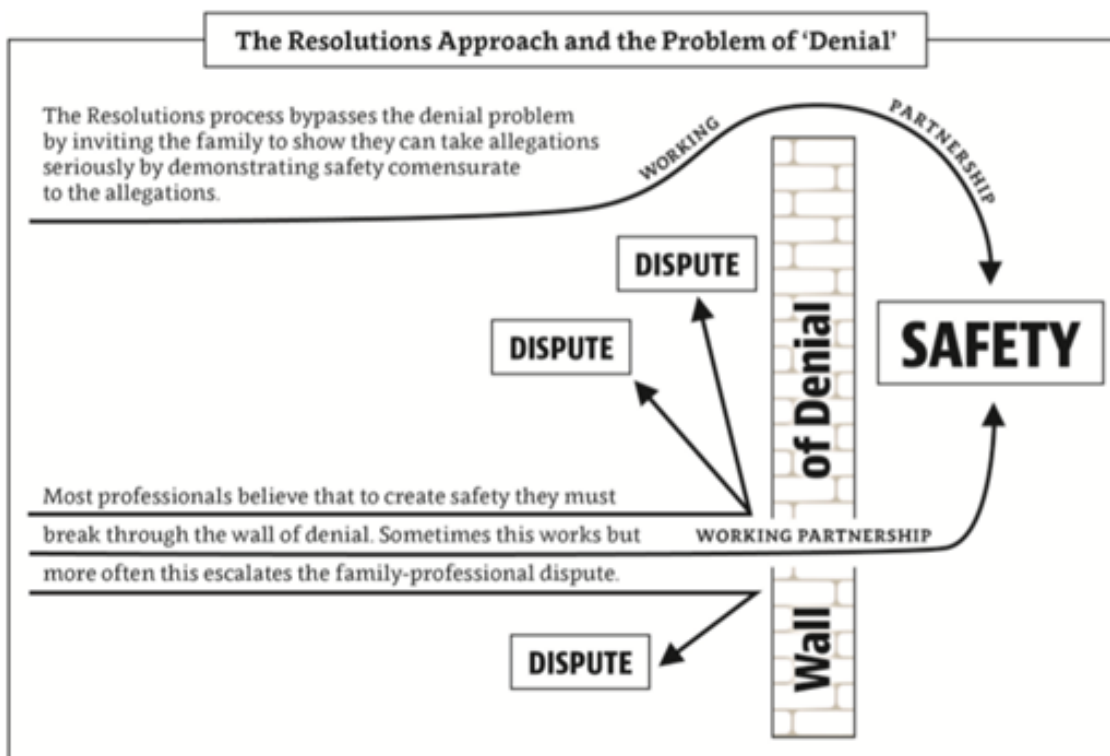 The Resolutions Approach and the Problem of ‘Denial’
The Resolutions process bypasses the denial problem
by inviting the family to show they can take allegations
seriously by demonstrating safety comensurate
to the allegations.
WORKING
PARTNERSHIP
DISPUTE
DISPUTE
SAFETY
Wall of Denial
Most professionals believe that to create safety they must
break through the wall of denial. Sometimes this works but
WORKING PARTNERSHIP
more often this escalates the family-professional dispute.
DISPUTE